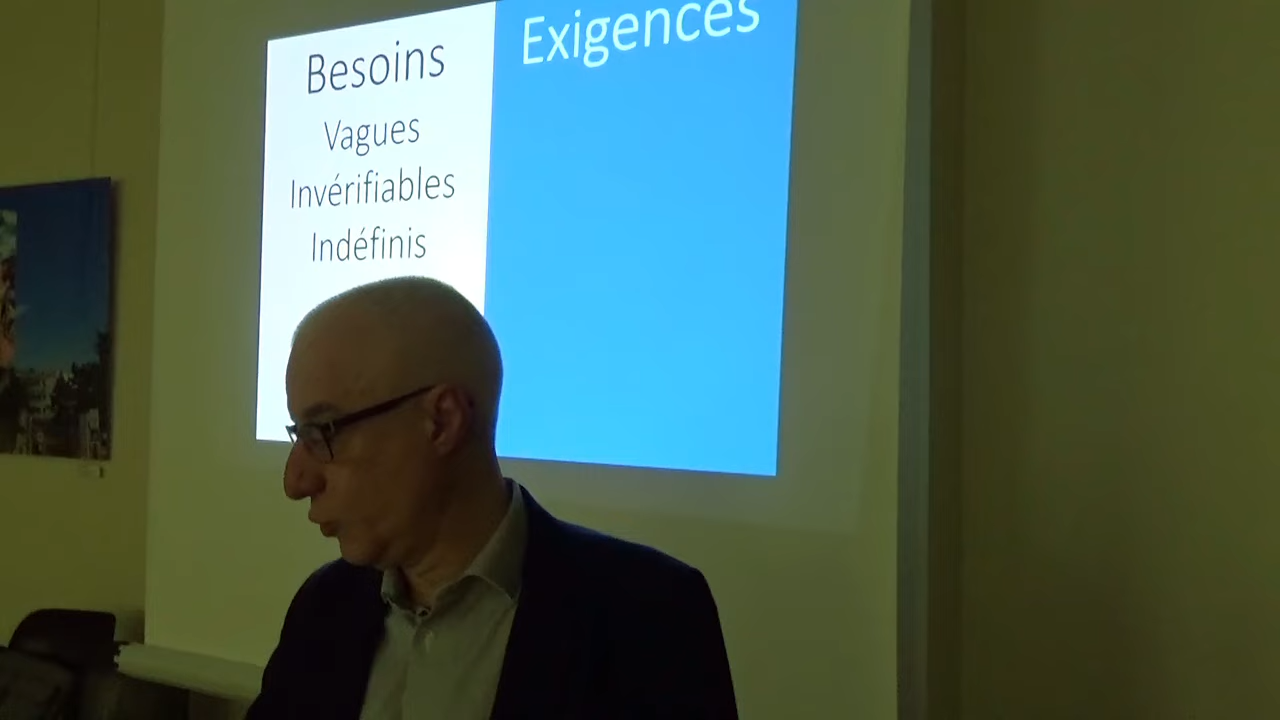 Besoins
Vagues
Invérifiables
Indéfinis
Exigences